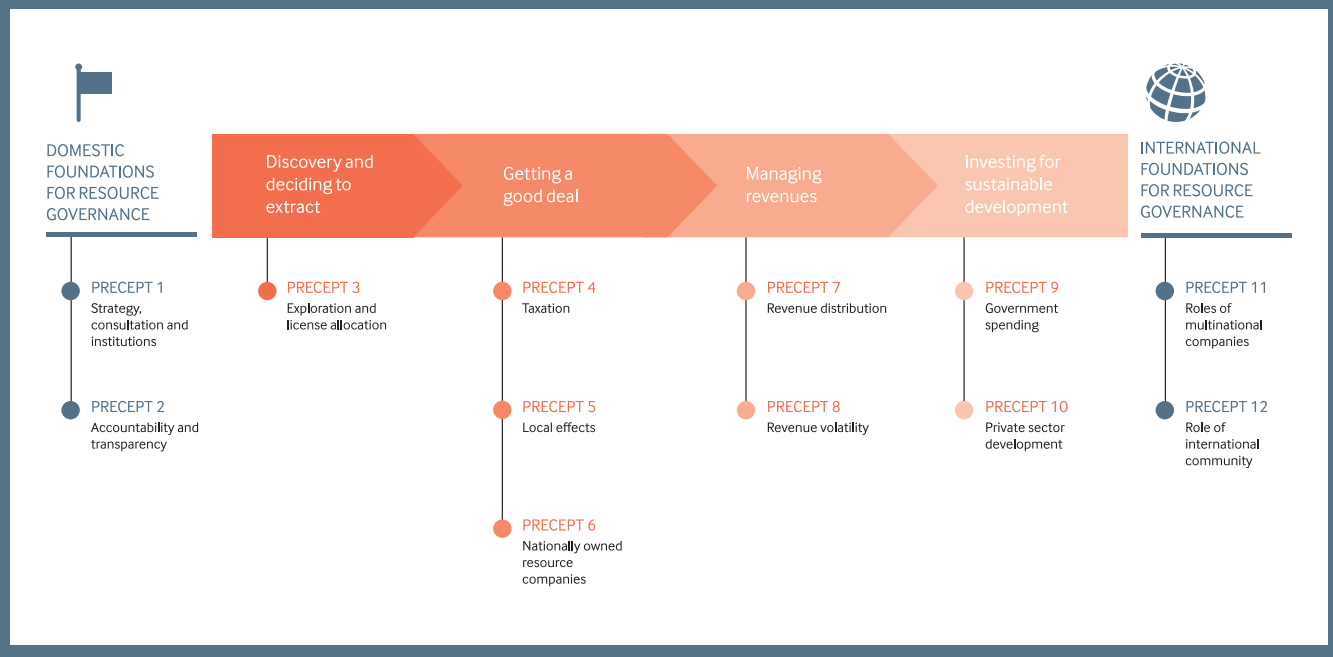 DOMESTIC
FOUNDATIONS
FOR RESOURCE
GOVERNANCE
PRECEPT 1
Strategy,
consultation and
institutions
PRECEPT 2
Accountability and
transparency
Discovery and
deciding to
extract
PRECEPT 3
Exploration and
license allocation
Getting a
good deal
PRECEPT 4
Taxation
PRECEPT 5
Local effects
PRECEPT 6
Nationally owned
resource
companies
Managing
revenues
PRECEPT 7
Revenue distribution
PRECEPT 8
Revenue volatility
Investing for
sustainable
development
PRECEPT 9
Government
spending
PRECEPT 10
Private sector
development
INTERNATIONAL
FOUNDATIONS
FOR RESOURCE
GOVERNANCE
PRECEPT 11
Roles of
multinational
companies
PRECEPT 12
Role of
international
community